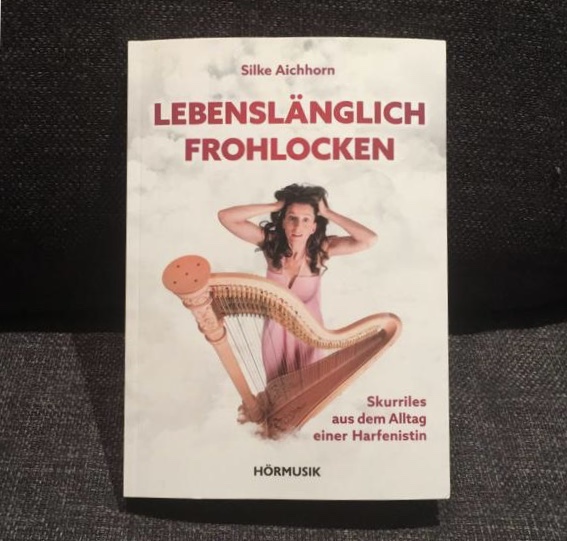 Silke Aichhorn
LEBENSLÄNGLICH
FROHLOCKEN
Skurriles
aus dem Alltag
einer Harfenistin
HÖRMUSIK